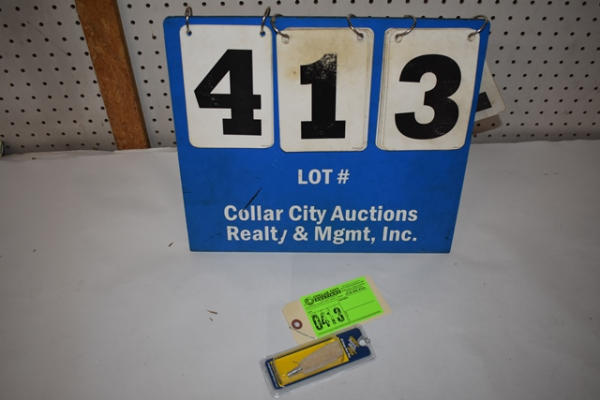 413
LOT #
Collar City Auctions
Realty & Mgmt, Inc.
0413